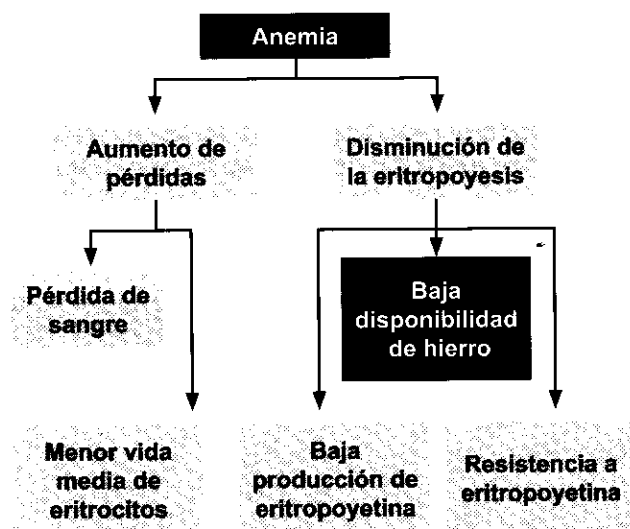 Anemia
Aumento de
pérdidas
Disminución de
la eritropoyesis
Pérdida de
sangre
Baja
disponibilidad
de hierro
Menor vida
media de
eritrocitos
Baja
producción de
eritropoyetina
Resistencia a
eritropoyetina